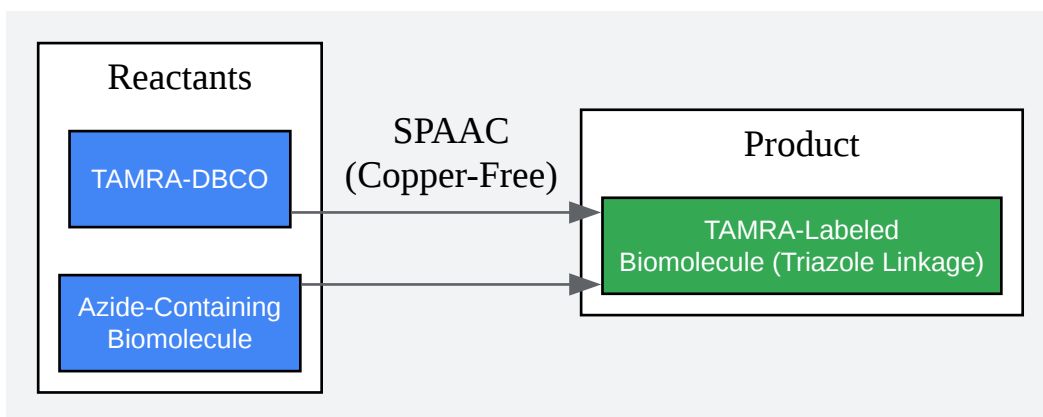 Reactants
TAMRA-DBCO
Azide-Containing
Biomolecule
SPAAC
(Copper-Free)
Product
TAMRA-Labeled
Biomolecule (Triazole Linkage)